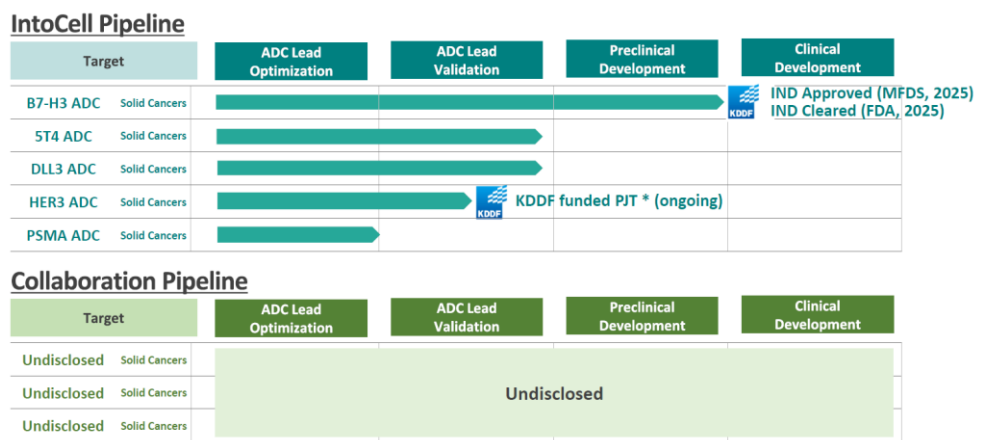 IntoCell Pipeline
Target
ADC Lead
Optimization
ADC Lead
Validation
Preclinical
Development
Clinical
Development
B7-H3 ADC Solid Cancers
KDDF
IND Approved (MFDS, 2025)
IND Cleared (FDA, 2025)
5T4 ADC Solid Cancers
DLL3 ADC Solid Cancers
HER3 ADC Solid Cancers
KDDF
KDDF funded PJT * (ongoing)
PSMA ADC Solid Cancers
Collaboration Pipeline
Target
ADC Lead
Optimization
ADC Lead
Validation
Preclinical
Development
Clinical
Development
Undisclosed Solid Cancers
Undisclosed Solid Cancers
Undisclosed
Undisclosed Solid Cancers